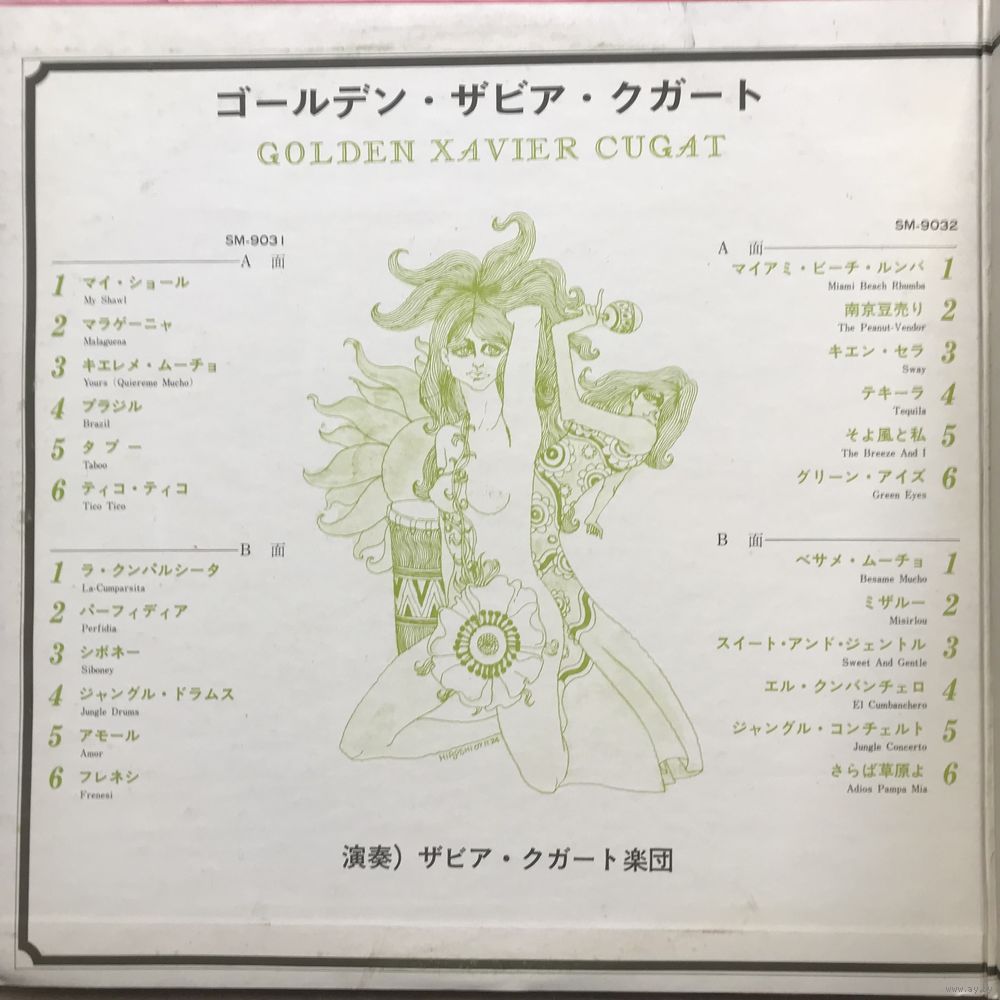 ゴールデン・ザビア・クガート
GOLDEN XAVIER CUGAT
SM-9031
A 面
1 マイ・ショール
My Shawl
2 マラゲーニャ
Malaguena
3 キエレメ・ムーチョ
Yours (Quiereme Mucho)
4 ブラジル
Brazil
5 タブー
Taboo
6 ティコ・ティコ
Tico Tico
B 面
1 ラ・クンパルシータ
La-Cumparsita
2 パーフィディア
Perfidia
3 シボネー
Siboney
4 ジャングル・ドラムス
Jungle Drums
5 アモール
Amor
6 フレネシ
Frenesi
SM-9032
A 面
マイアミ・ビーチ・ルンバ 1
Miami Beach Rhumba
南京豆売り 2
The Peanut-Vendor
キエン・セラ 3
Sway
テキーラ 4
Tequila
そよ風と私 5
The Breeze And I
グリーン・アイズ 6
Green Eyes
B 面
ベサメ・ムーチョ 1
Besame Mucho
ミザルー 2
Misirlou
スイート・アンド・ジェントル 3
Sweet And Gentle
エル・クンバンチェロ 4
El Cumbanchero
ジャングル・コンチェルト 5
Jungle Concerto
さらば草原よ 6
Adios Pampa Mia
演奏）ザビア・クガート楽団
www.ay.by